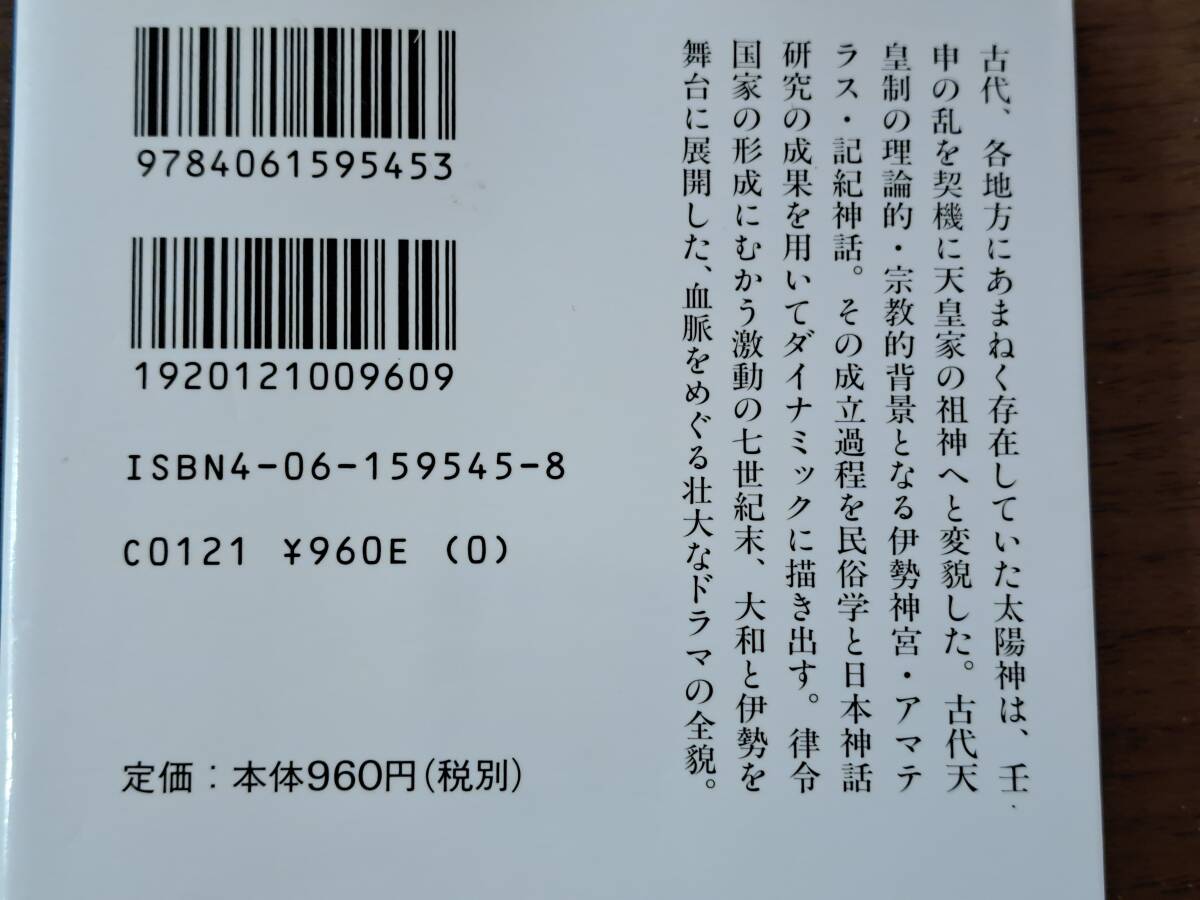 古代、各地方にあまねく存在していた太陽神は、壬
申の乱を契機に天皇家の祖神へと変貌した。古代天
皇制の理論的・宗教的背景となる伊勢神宮・アマテ
ラス・記紀神話。その成立過程を民俗学と日本神話
研究の成果を用いてダイナミックに描き出す。律令
国家の形成にむかう激動の七世紀末、大和と伊勢を
舞台に展開した、血脈をめぐる壮大なドラマの全貌。
9784061595453
1920121009609
ISBN4-06-159545-8
C0121 ¥960E (0)
定価：本体960円(税別)